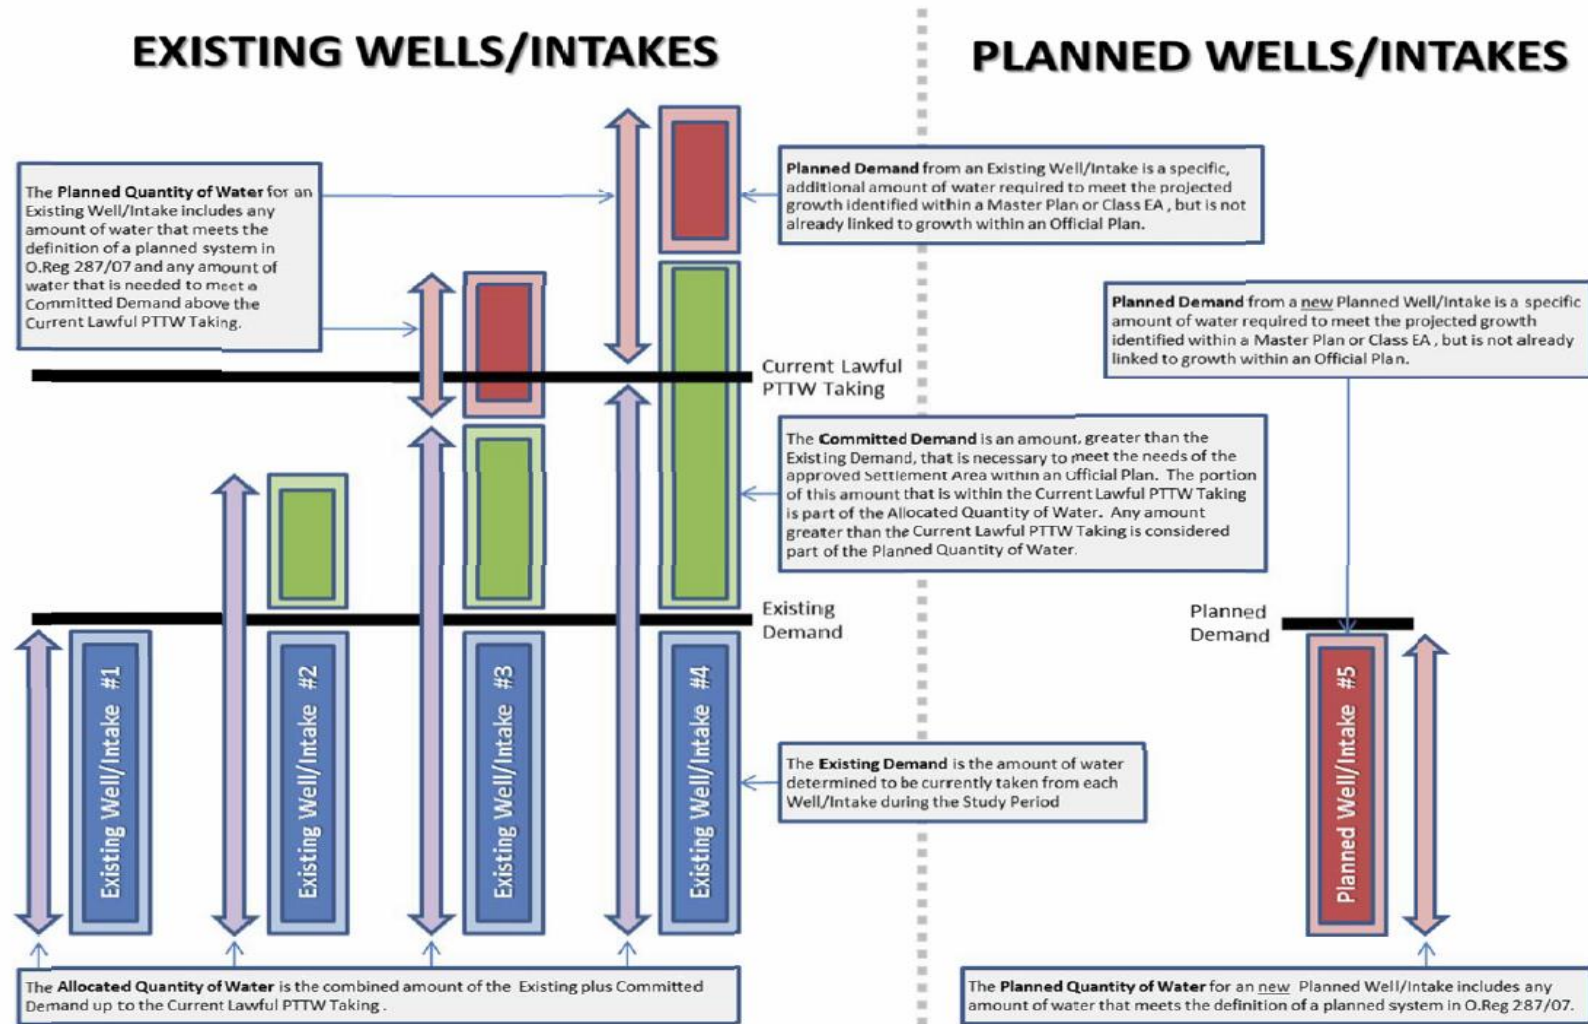 EXISTING WELLS/INTAKES
PLANNED WELLS/INTAKES
The Planned Quantity of Water for an
Existing Well/Intake includes any
amount of water that meets the
definition of a planned system in
O.Reg 287/07 and any amount of
water that is needed to meet a
Committed Demand above the
Current Lawful PTTW Taking.
Planned Demand from an Existing Well/Intake is a specific,
additional amount of water required to meet the projected
growth identified within a Master Plan or Class EA , but is not
already linked to growth within an Official Plan.
Planned Demand from a new Planned Well/Intake is a specific
amount of water required to meet the projected growth
identified within a Master Plan or Class EA , but is not already
linked to growth within an Official Plan.
Current Lawful
PTTW Taking
The Committed Demand is an amount, greater than the
Existing Demand, that is necessary to meet the needs of the
approved Settlement Area within an Official Plan. The portion
of this amount that is within the Current Lawful PTTW Taking
is part of the Allocated Quantity of Water. Any amount
greater than the Current Lawful PTTW Taking is considered
part of the Planned Quantity of Water.
Existing
Demand
Planned
Demand
Existing Well/Intake #1
Existing Well/Intake #2
Existing Well/Intake #3
Existing Well/Intake #4
Planned Well/Intake #5
The Existing Demand is the amount of water
determined to be currently taken from each
Well/Intake during the Study Period
The Allocated Quantity of Water is the combined amount of the Existing plus Committed
Demand up to the Current Lawful PTTW Taking .
The Planned Quantity of Water for an new Planned Well/Intake includes any
amount of water that meets the definition of a planned system in O.Reg 287/07.